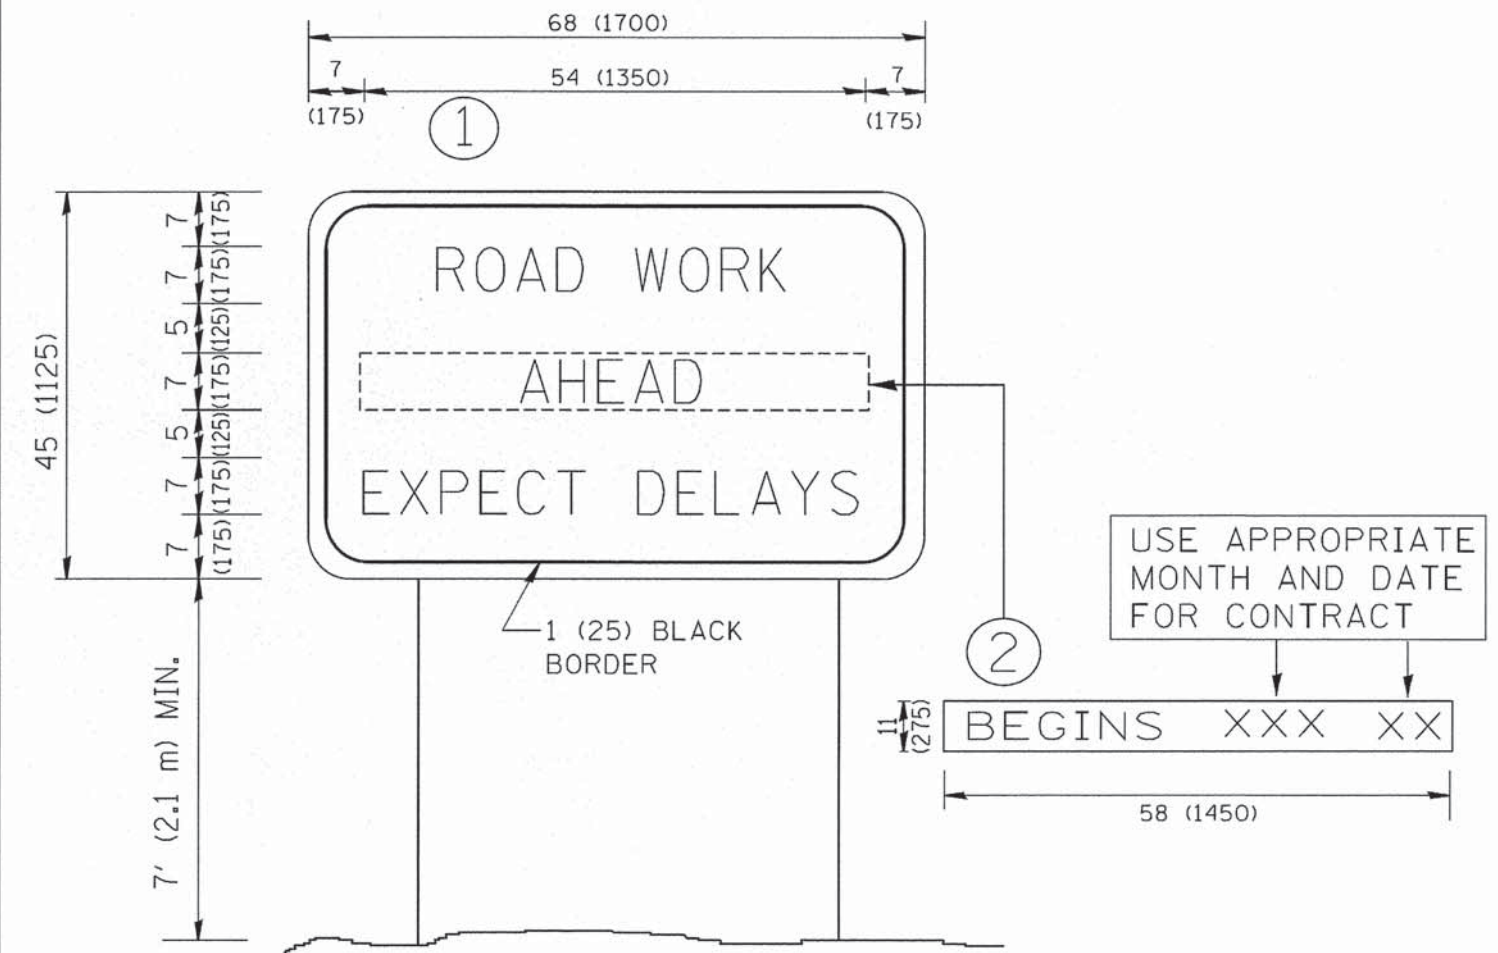 68 (1700)
7
(175)
54 (1350)
7
(175)
1
45 (1125)
7
(175)
7
(175)
5
(125)
7
(175)
5
(125)
7
(175)
7
(175)
ROAD WORK
AHEAD
EXPECT DELAYS
1 (25) BLACK
BORDER
7' (2.1 m) MIN.
2
USE APPROPRIATE
MONTH AND DATE
FOR CONTRACT
11
(275)
BEGINS XXX XX
58 (1450)